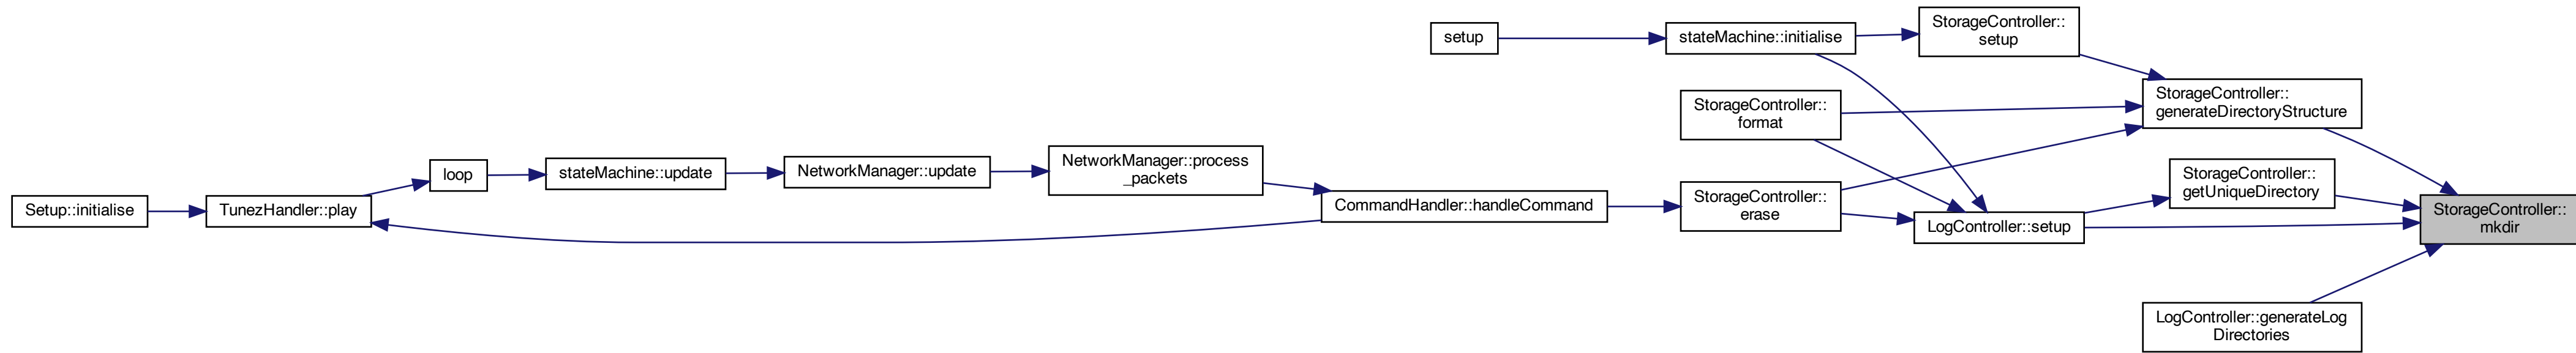 setup
stateMachine::initialise
StorageController::
setup
StorageController::
generateDirectoryStructure
StorageController::
format
StorageController::
getUniqueDirectory
StorageController::
mkdir
StorageController::
erase
LogController::setup
LogController::generateLog
Directories
CommandHandler::handleCommand
NetworkManager::process
_packets
NetworkManager::update
stateMachine::update
loop
TunezHandler::play
Setup::initialise